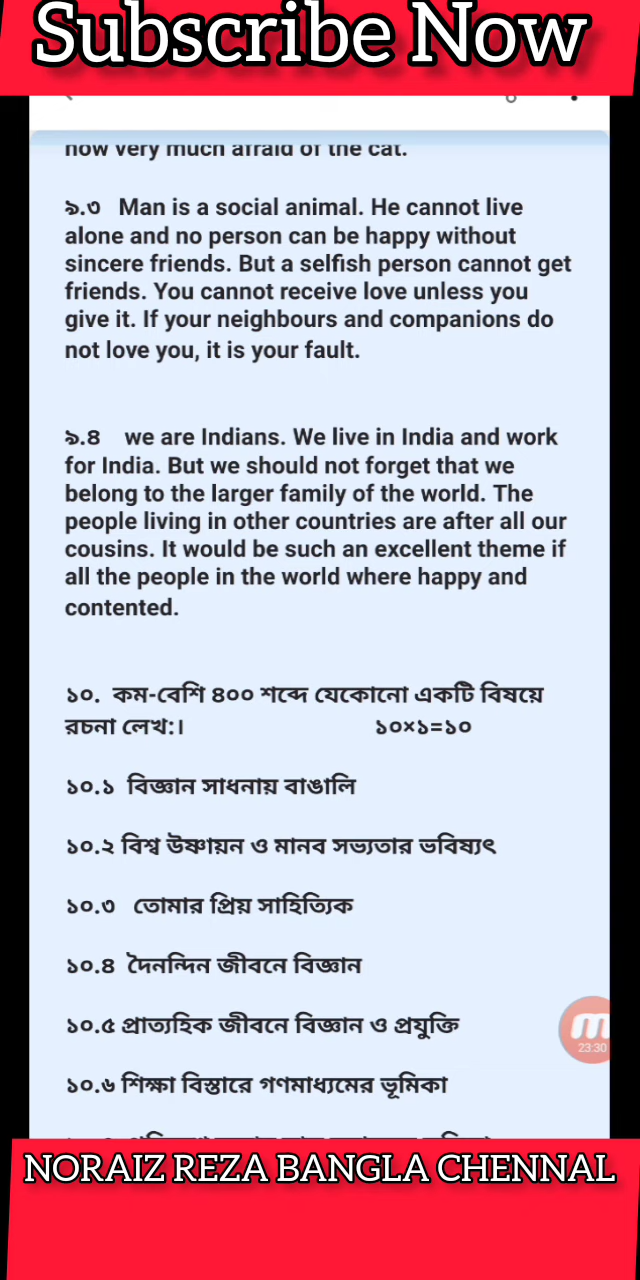 Subscribe Now
now very much afraid of the cat.
৯.৩ Man is a social animal. He cannot live
alone and no person can be happy without
sincere friends. But a selfish person cannot get
friends. You cannot receive love unless you
give it. If your neighbours and companions do
not love you, it is your fault.
৯.৪ we are Indians. We live in India and work
for India. But we should not forget that we
belong to the larger family of the world. The
people living in other countries are after all our
cousins. It would be such an excellent theme if
all the people in the world where happy and
contented.
১০. কম-বেশি ৪০০ শব্দে যেকোনো একটি বিষয়ে
রচনা লেখ:। ১০×১=১০
১০.১ বিজ্ঞান সাধনায় বাঙালি
১০.২ বিশ্ব উষ্ণায়ন ও মানব সভ্যতার ভবিষ্যৎ
১০.৩ তোমার প্রিয় সাহিত্যিক
১০.৪ দৈনন্দিন জীবনে বিজ্ঞান
১০.৫ প্রাত্যহিক জীবনে বিজ্ঞান ও প্রযুক্তি
23:30
১০.৬ শিক্ষা বিস্তারে গণমাধ্যমের ভূমিকা
NORAIZ REZA BANGLA CHENNAL